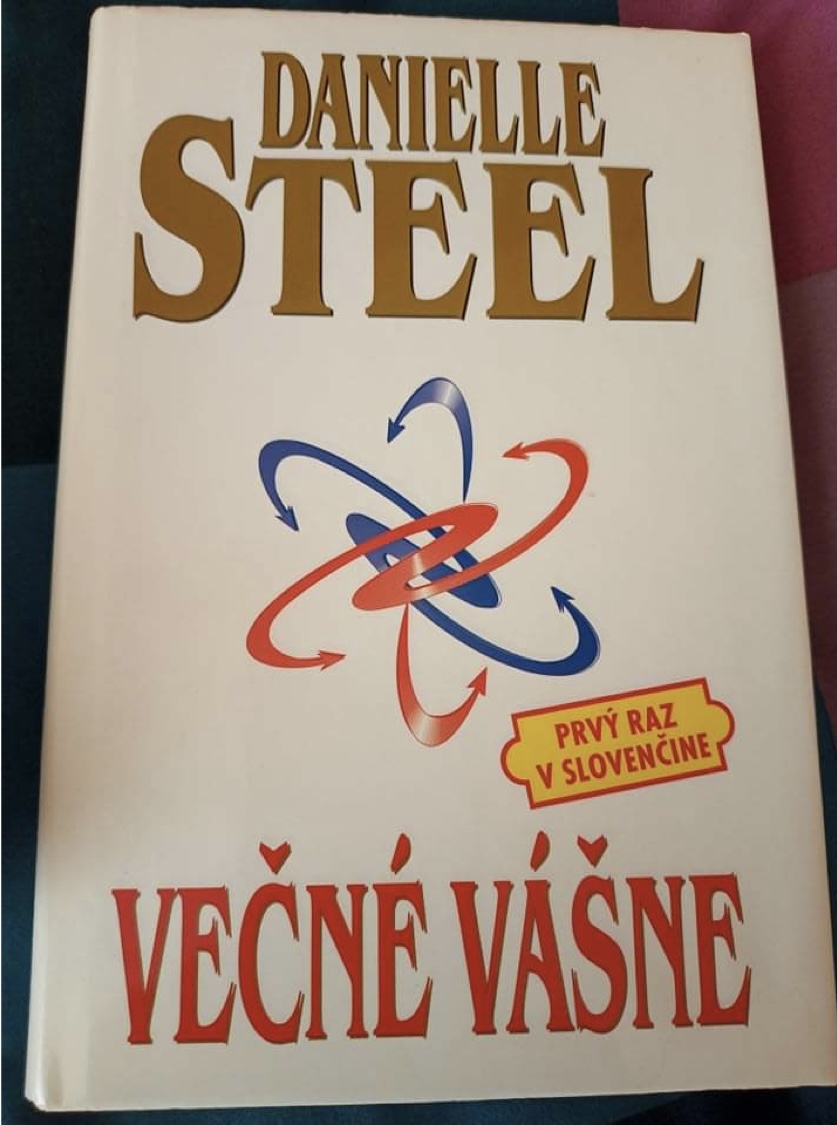 DANIELLE
STEEL
PRVÝ RAZ
V SLOVENČINE
VEČNÉ VÁŠNE